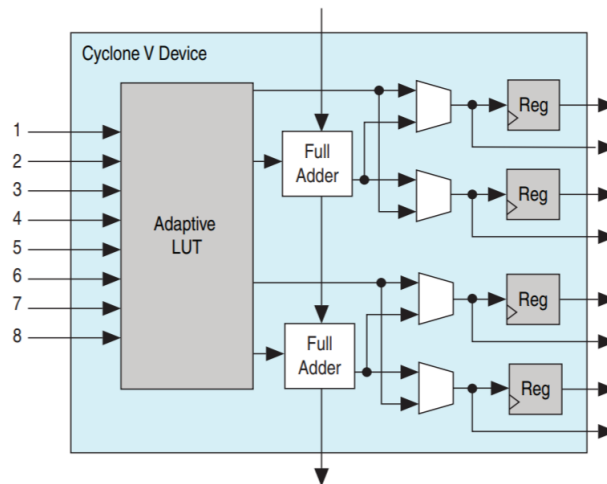 Cyclone V Device
1
2
3
4
5
6
7
8
Adaptive
LUT
Full
Adder
Full
Adder
Reg
Reg
Reg
Reg